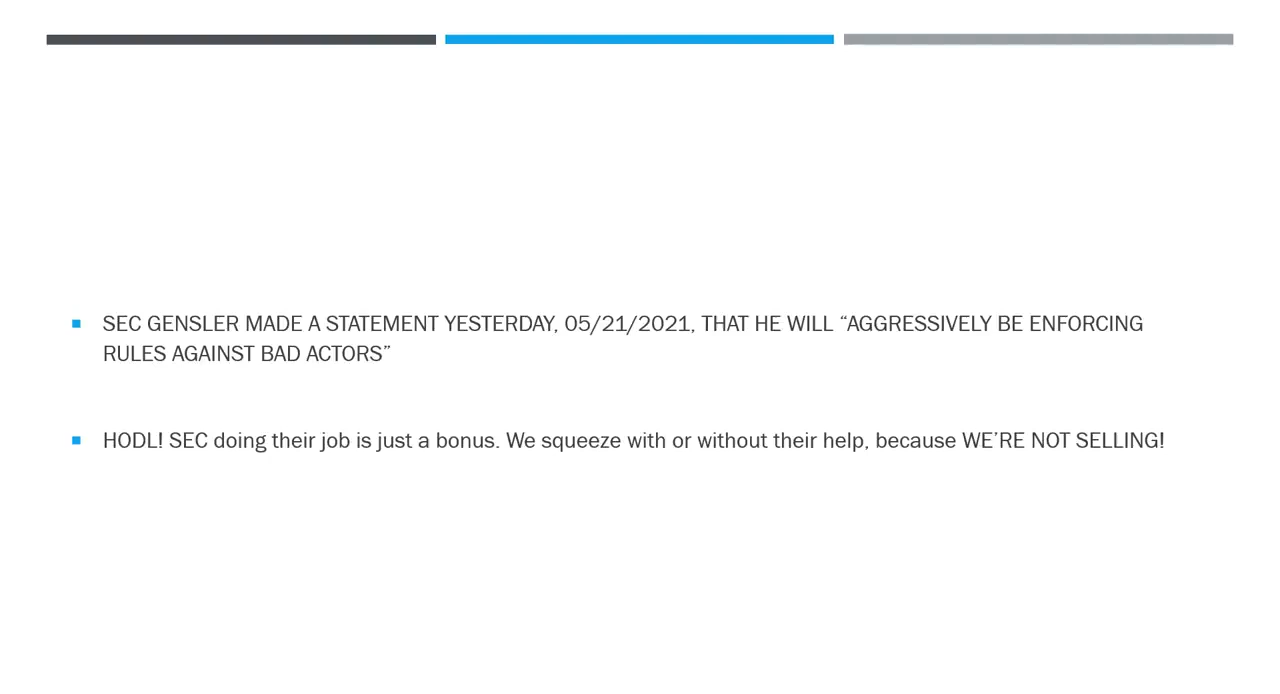 SEC GENSLER MADE A STATEMENT YESTERDAY, 05/21/2021, THAT HE WILL “AGGRESSIVELY BE ENFORCING
RULES AGAINST BAD ACTORS”
HODL! SEC doing their job is just a bonus. We squeeze with or without their help, because WE’RE NOT SELLING!